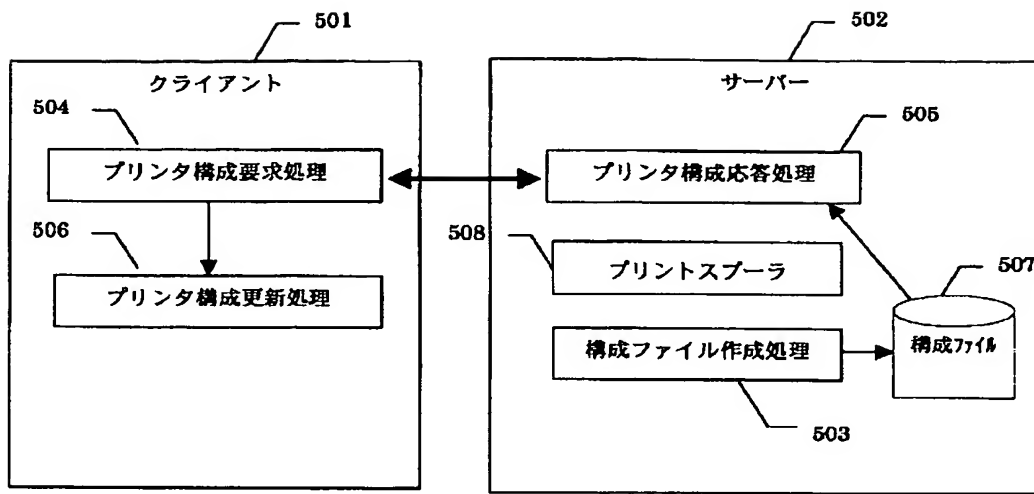 501
502
クライアント
サーバー
504
505
プリンタ構成要求処理
プリンタ構成応答処理
506
508
507
プリントスプーラ
プリンタ構成更新処理
構成ファイル作成処理
構成ﾌｧｲﾙ
503